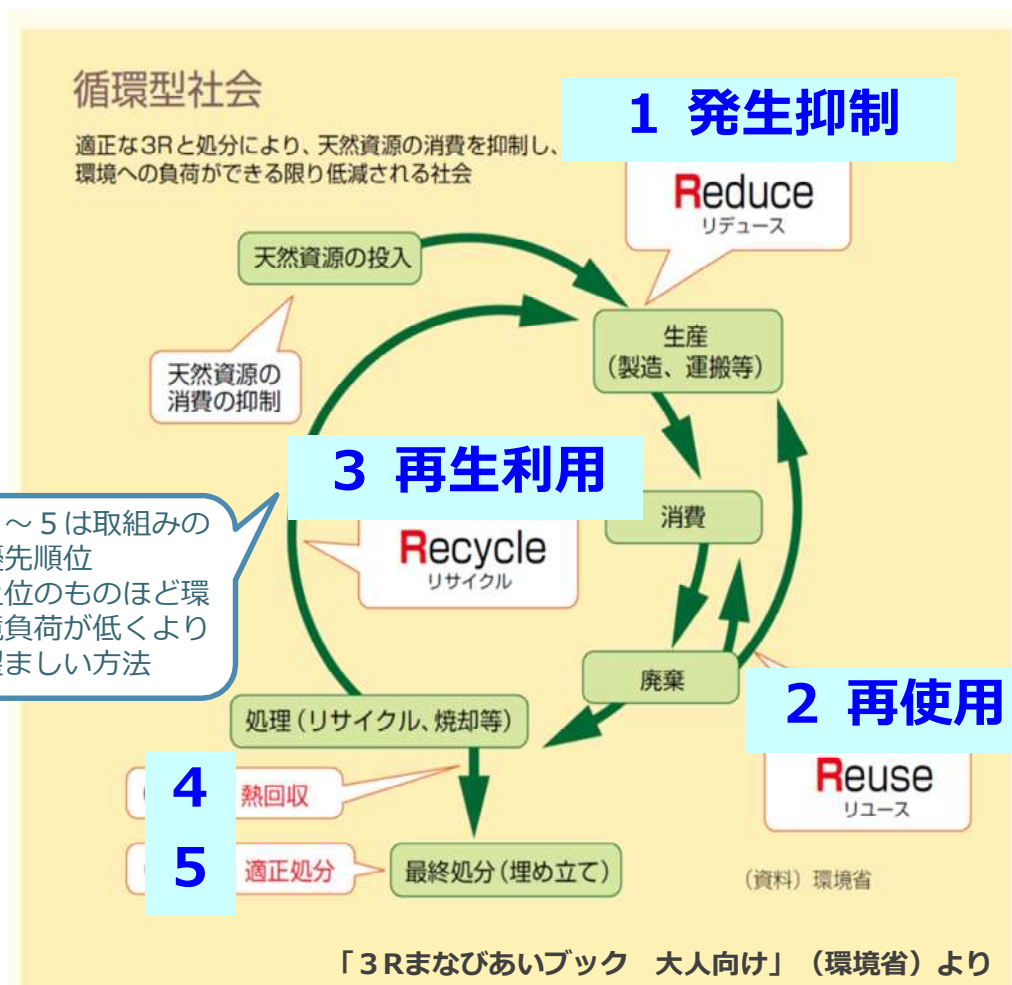 循環型社会
適正な3Rと処分により、天然資源の消費を抑制し、
環境への負荷ができる限り低減される社会
1 発生抑制
Reduce
リデュース
天然資源の投入
生産
(製造、運搬等)
天然資源の
消費の抑制
3 再生利用
Recycle
リサイクル
消費
～5は取組みの
先順位
位のものほど環
負荷が低くより
ましい方法
廃棄
2 再使用
Reuse
リユース
処理(リサイクル、焼却等)
4 熱回収
5 適正処分
最終処分(埋め立て)
(資料)環境省
「3Rまなびあいブック 大人向け」(環境省)より